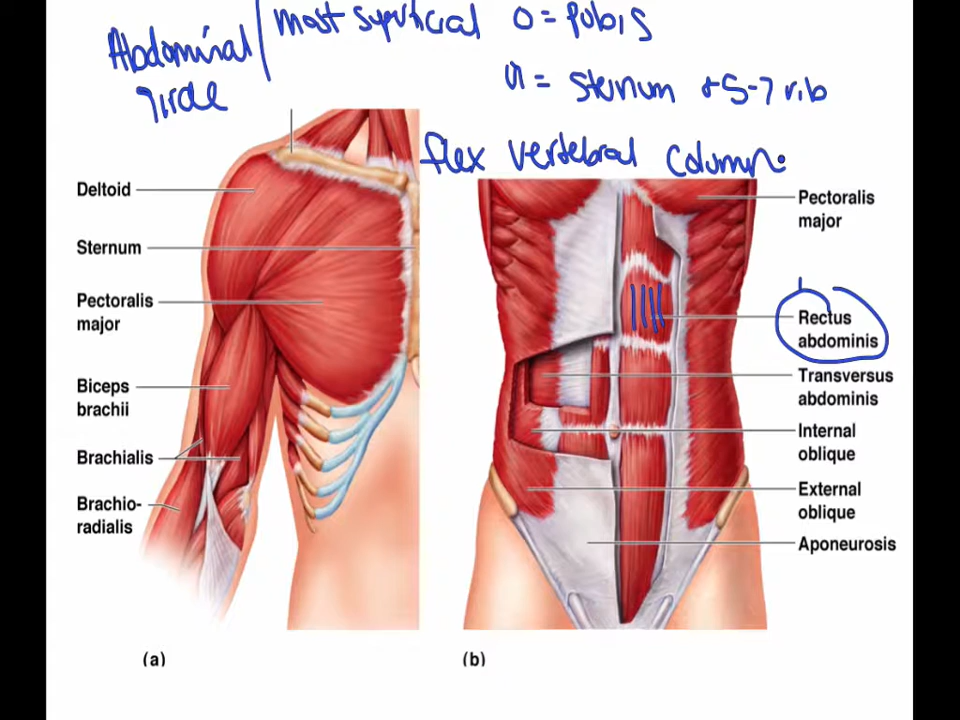 Abdominal / most superficial O = pubis
girdle
in = sternum + 5-7 rib
flex vertebral column.
Deltoid
Sternum
Pectoralis
major
Biceps
brachii
Brachialis
Brachio-
radialis
(a)
Pectoralis
major
Rectus
abdominis
Transversus
abdominis
Internal
oblique
External
oblique
Aponeurosis
(b)